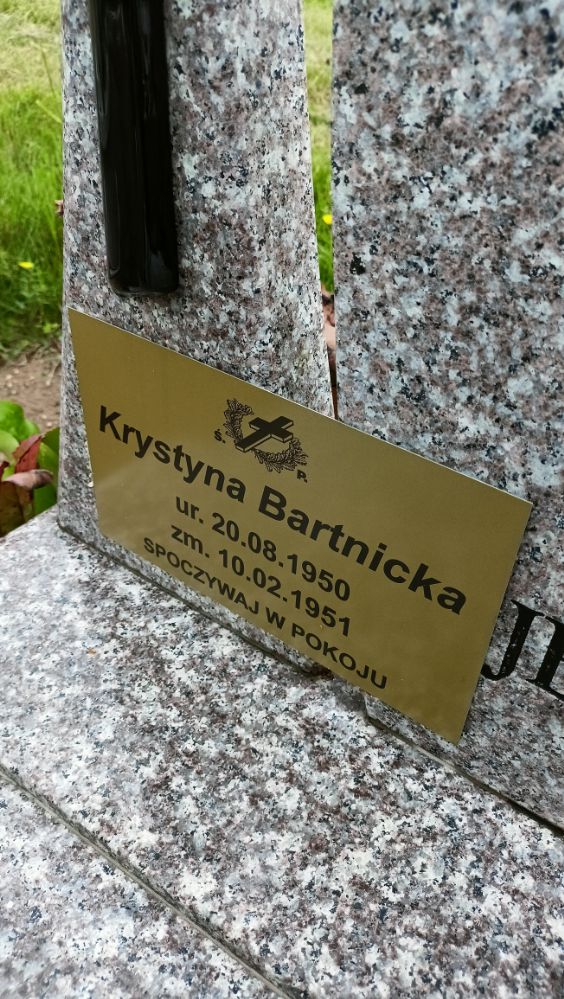 Ś. P.
Krystyna Bartnicka
ur. 20.08.1950
zm. 10.02.1951
SPOCZYWAJ W POKOJU